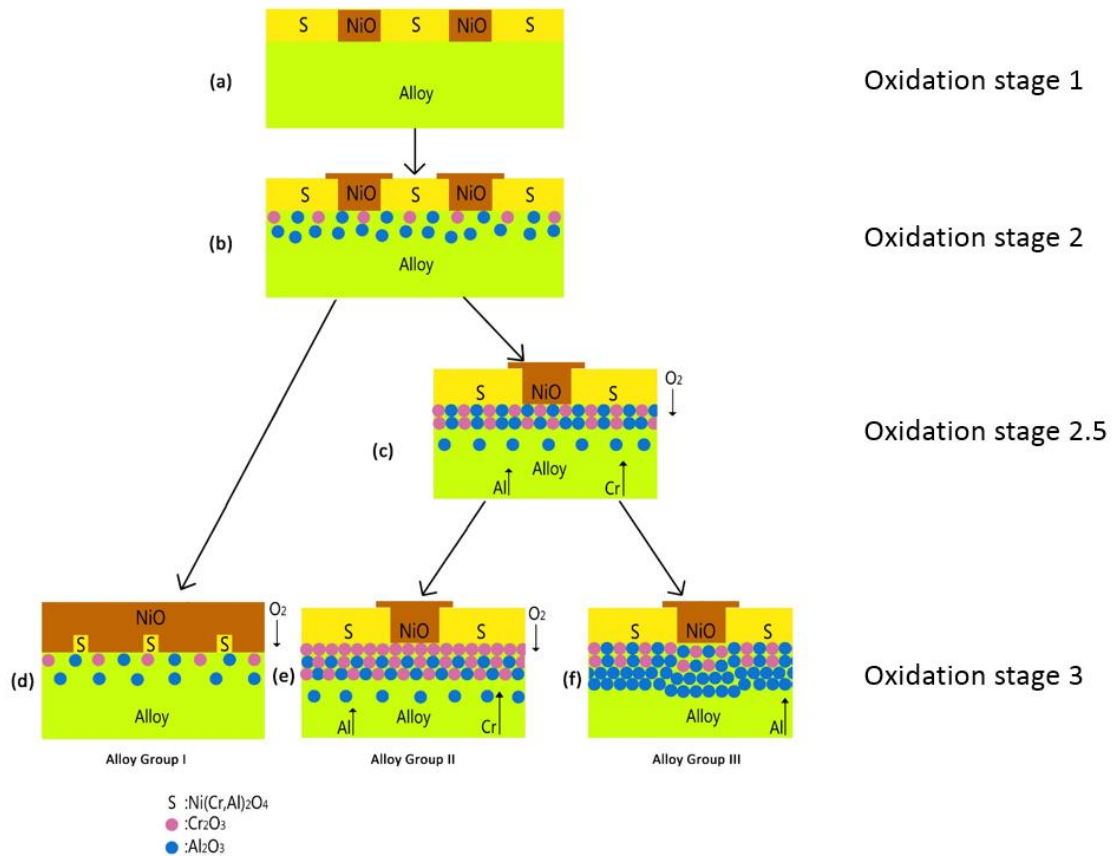 S NiO S NiO S
(a) Alloy Oxidation stage 1
S NiO S NiO S
(b) Alloy Oxidation stage 2
O₂
S NiO S
(c) Alloy Oxidation stage 2.5
Al Cr
NiO O₂ S S S
(d) Alloy
Alloy Group I
S NiO S O₂
(e) Alloy
Al Cr
Alloy Group II
S NiO S
(f) Alloy Oxidation stage 3
Al
Alloy Group III
S :Ni(Cr,Al)₂O₄
:Cr₂O₃
:Al₂O₃